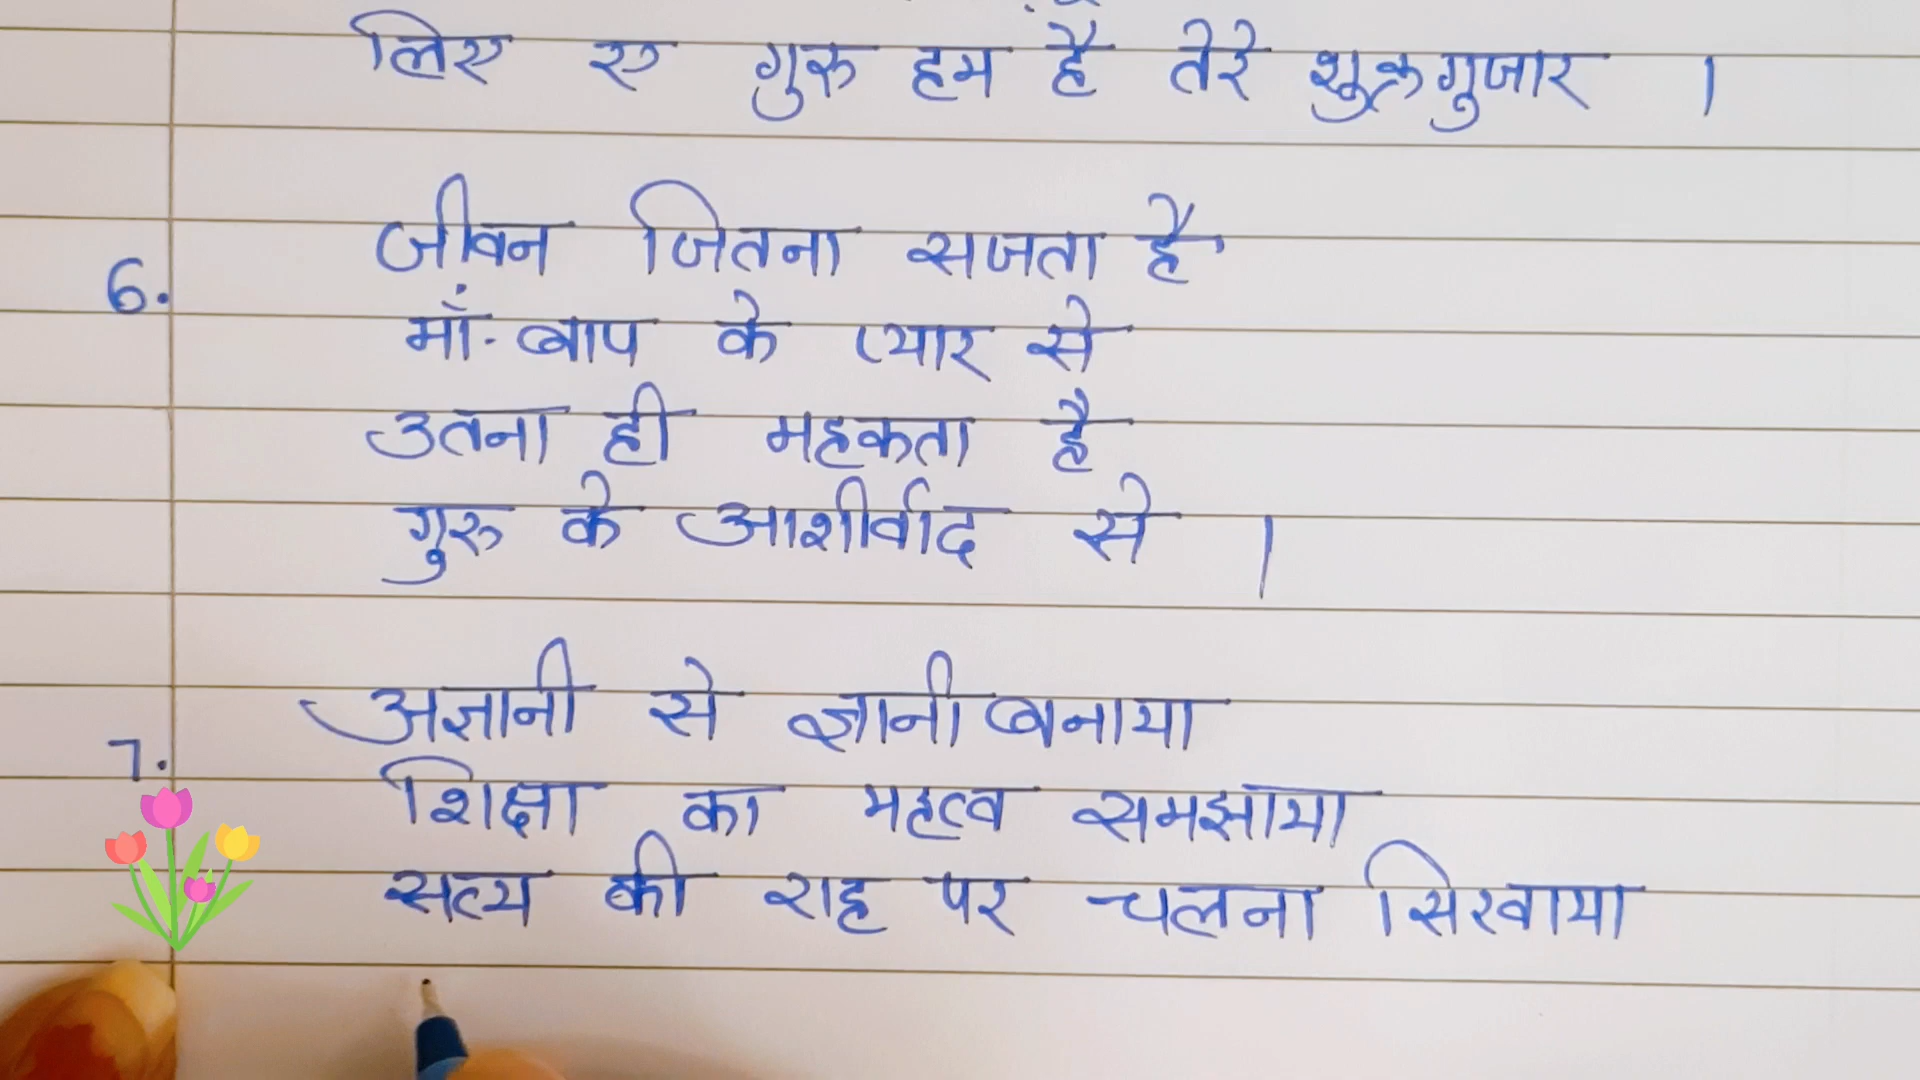 लिए ए गुरु हम है तेरे शुक्रगुजार ।
6. जीवन जितना सजता है
माँ-बाप के प्यार से
उतना ही महकता है
गुरु के आशीर्वाद से ।
7. अज्ञानी से ज्ञानी बनाया
शिक्षा का महत्व समझाया
सत्य की राह पर चलना सिखाया